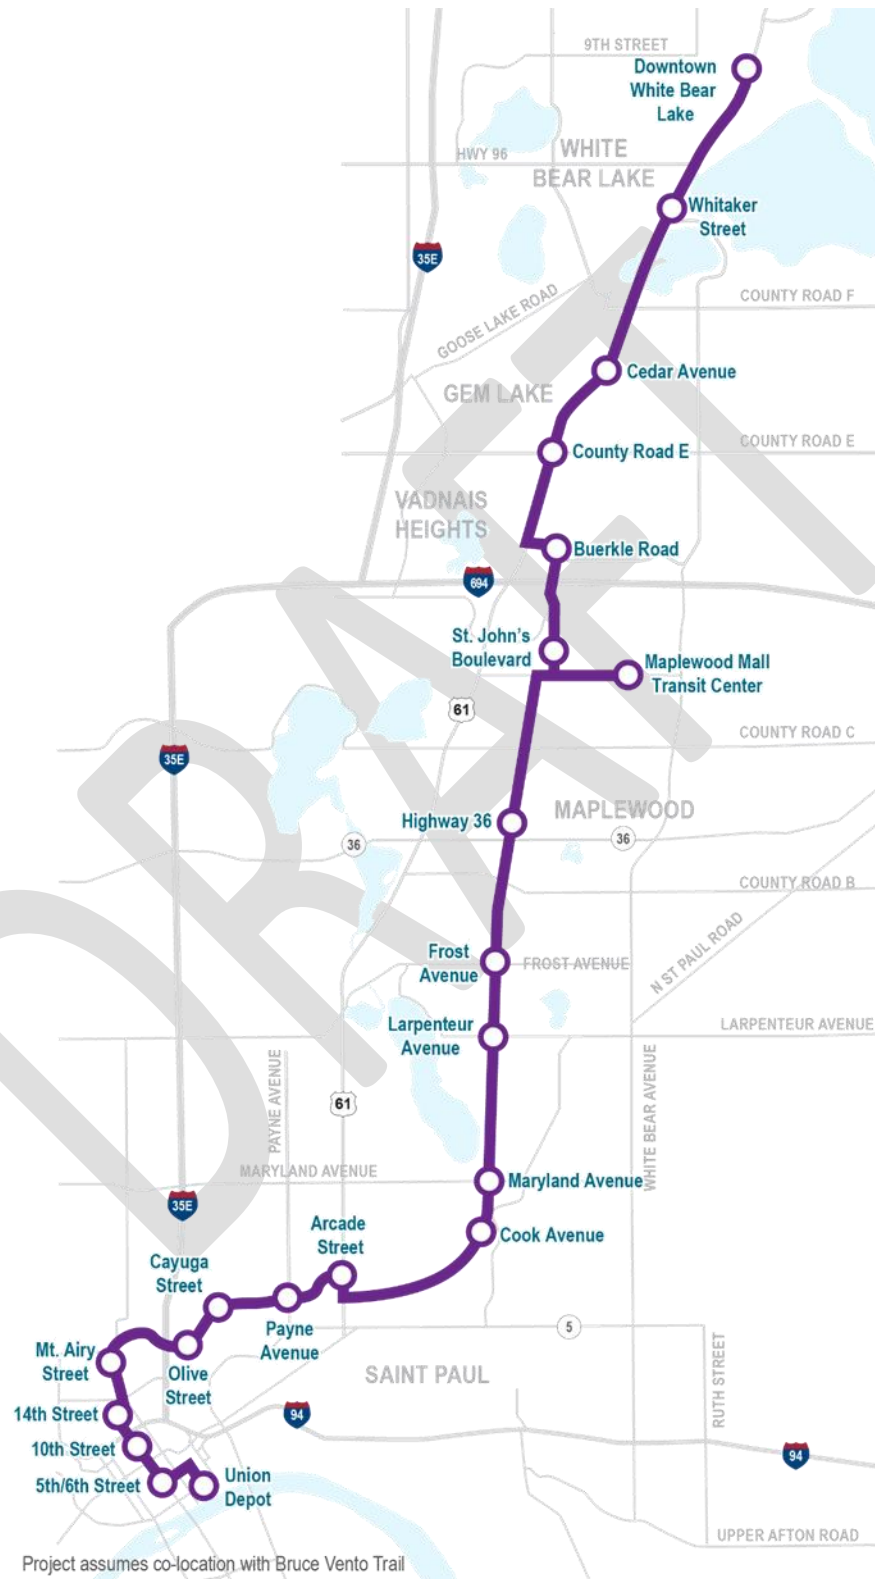 9TH STREET
Downtown
White Bear
Lake
HWY 96
WHITE
BEAR LAKE
Whitaker
Street
35E
COUNTY ROAD F
GOOSE LAKE ROAD
Cedar Avenue
GEM LAKE
COUNTY ROAD E
County Road E
VADNAIS
HEIGHTS
Buerkle Road
694
St. John's
Boulevard
Maplewood Mall
Transit Center
61
COUNTY ROAD C
35E
MAPLEWOOD
Highway 36
36
36
COUNTY ROAD B
DRAFT
Frost
Avenue
FROST AVENUE
N ST PAUL ROAD
Larpenteur
Avenue
LARPENTEUR AVENUE
PAYNE AVENUE
WHITE BEAR AVENUE
61
MARYLAND AVENUE
Maryland Avenue
35E
Arcade
Street
Cook Avenue
Cayuga
Street
Payne
Avenue
5
Mt. Airy
Street
Olive
Street
SAINT PAUL
RUTH STREET
14th Street
94
10th Street
94
5th/6th Street
Union
Depot
UPPER AFTON ROAD
Project assumes co-location with Bruce Vento Trail